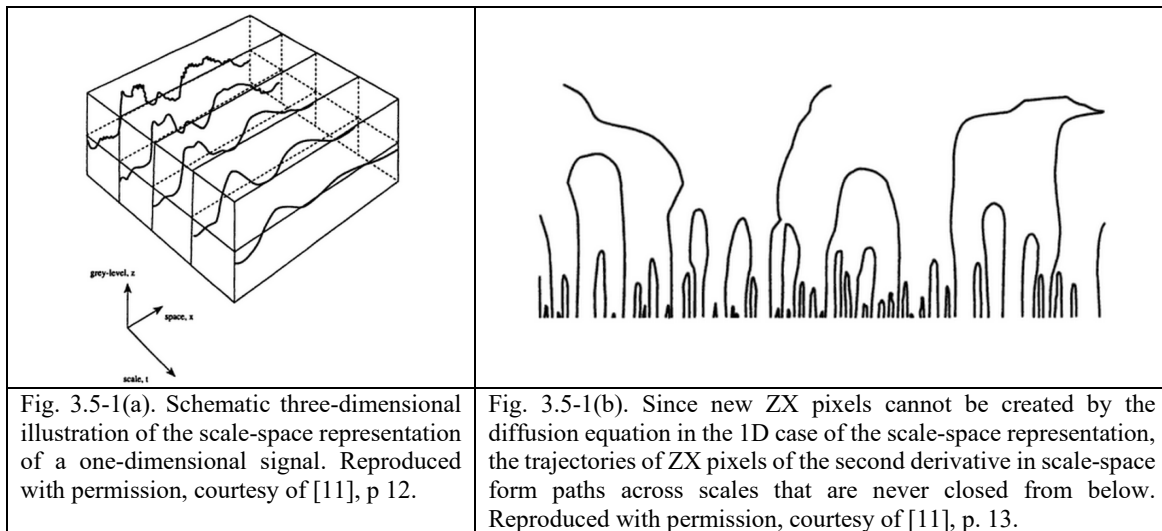 grey-level, z
space, x
scale, t
Fig. 3.5-1(a). Schematic three-dimensional
illustration of the scale-space representation
of a one-dimensional signal. Reproduced
with permission, courtesy of [11], p 12.
Fig. 3.5-1(b). Since new ZX pixels cannot be created by the
diffusion equation in the 1D case of the scale-space representation,
the trajectories of ZX pixels of the second derivative in scale-space
form paths across scales that are never closed from below.
Reproduced with permission, courtesy of [11], p. 13.